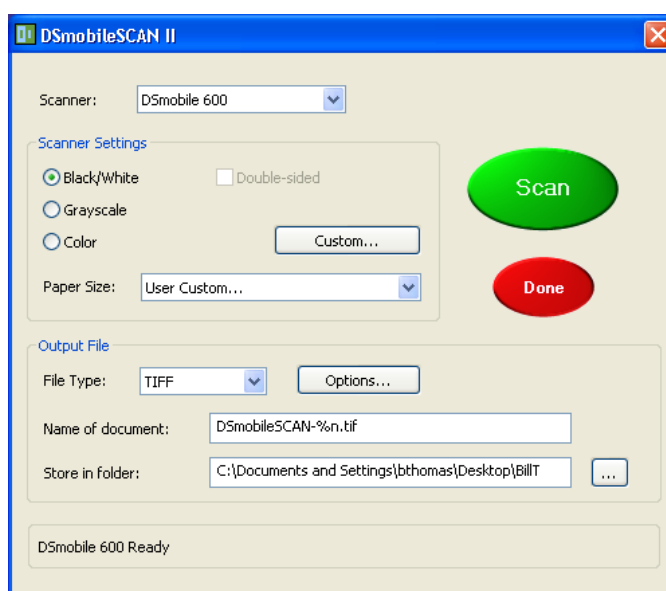 DSmobileSCAN II
Scanner: DSmobile 600
Scanner Settings
Black/White Double-sided
Scan
Grayscale
Color Custom...
Paper Size: User Custom...
Done
Output File
File Type: TIFF Options...
Name of document: DSmobileSCAN-%n.tif
Store in folder: C:\Documents and Settings\bthomas\Desktop\BillT ...
DSmobile 600 Ready